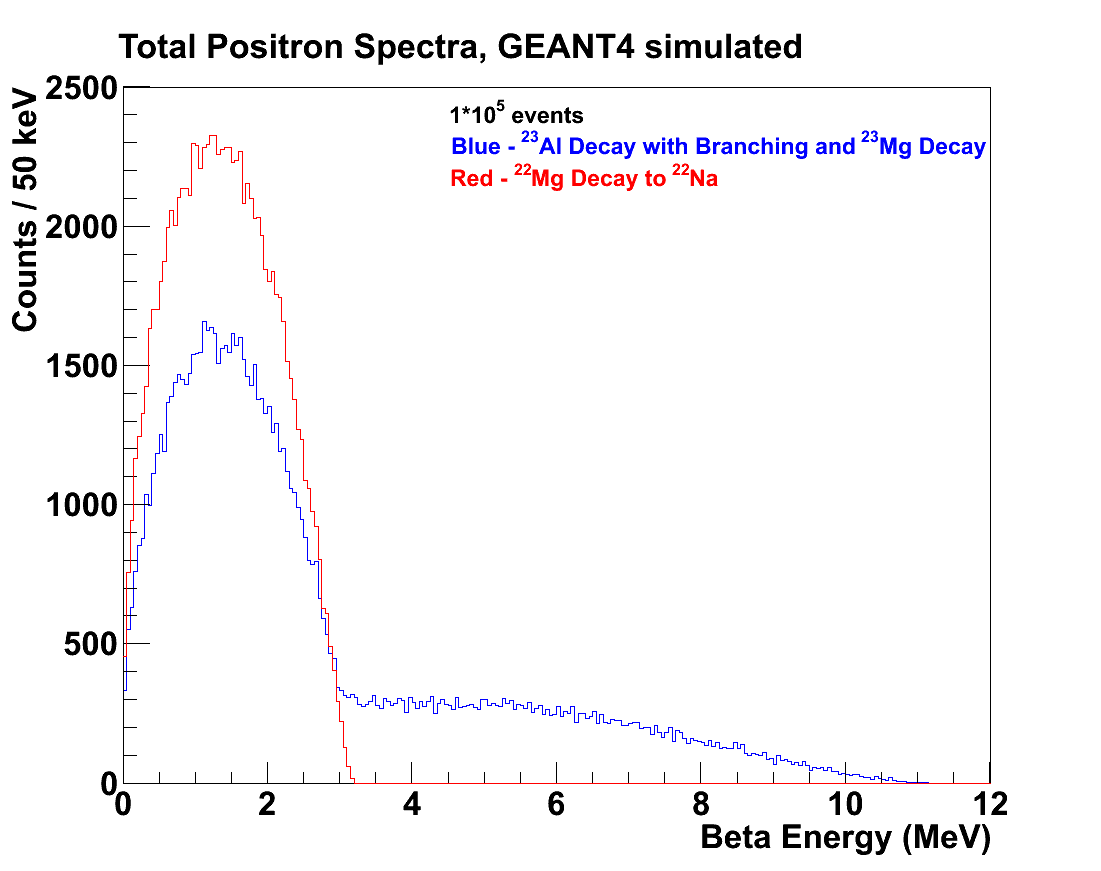 Total Positron Spectra, GEANT4 simulated
Counts / 50 keV
2500
2000
1500
1000
500
0
1*10⁵ events
Blue - ²³Al Decay with Branching and ²³Mg Decay
Red - ²²Mg Decay to ²²Na
0 2 4 6 8 10 12
Beta Energy (MeV)